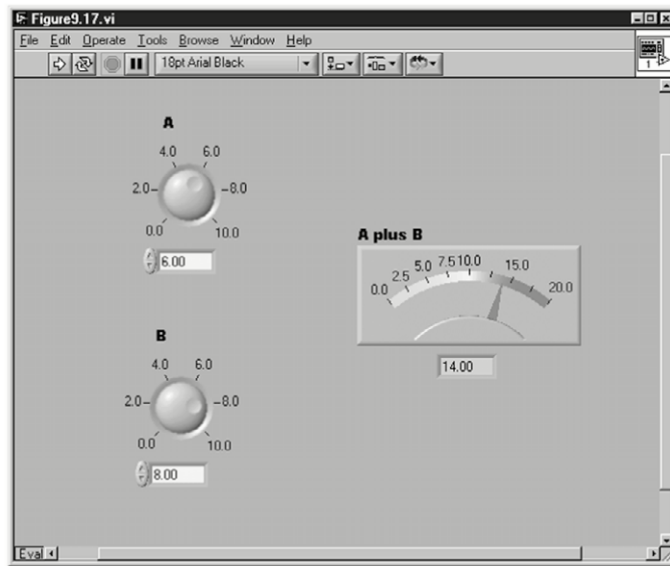 Figure9.17.vi
File Edit Operate Tools Browse Window Help
18pt Arial Black
1
A
4.0 6.0
2.0 8.0
0.0 10.0
6.00
A plus B
0.0 2.5 5.0 7.5 10.0 15.0 20.0
14.00
B
4.0 6.0
2.0 8.0
0.0 10.0
8.00
Eval